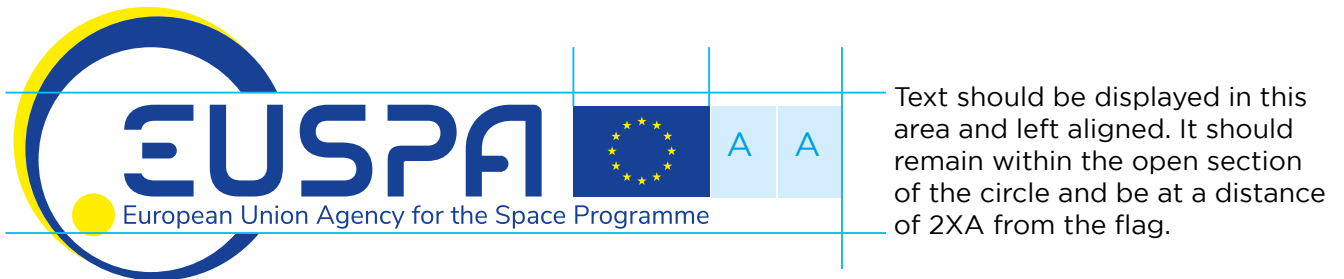 EUSPA
European Union Agency for the Space Programme
A A
Text should be displayed in this
area and left aligned. It should
remain within the open section
of the circle and be at a distance
of 2XA from the flag.